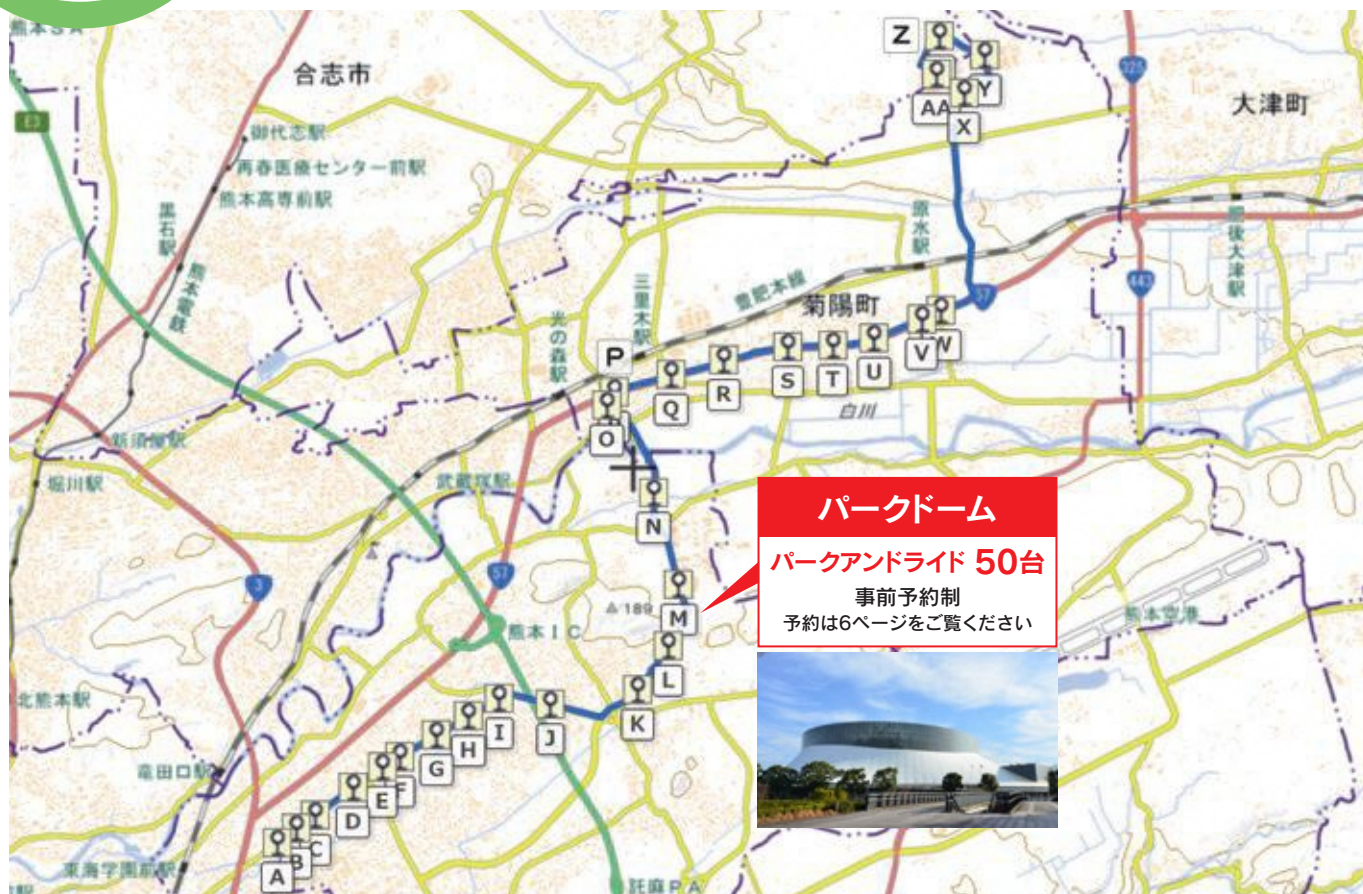 熊本SA
合志市
大津町
E3
325
御代志駅
再春医療センター前駅
熊本高専前駅
黒石駅
熊本電鉄
Z
Y
AA
X
原水駅
肥後大津駅
三里木駅
豊肥本線
菊陽町
光の森駅
57
443
P
Q
R
S
T
U
V
W
O
白川
新須屋駅
堀川駅
武蔵塚駅
N
パークドーム
パークアンドライド 50台
事前予約制
予約は6ページをご覧ください
3
57
189
M
熊本空港
熊本IC
L
北熊本駅
K
J
I
H
G
F
E
D
竜田口駅
C
B
A
東海学園前駅
託麻PA
駅